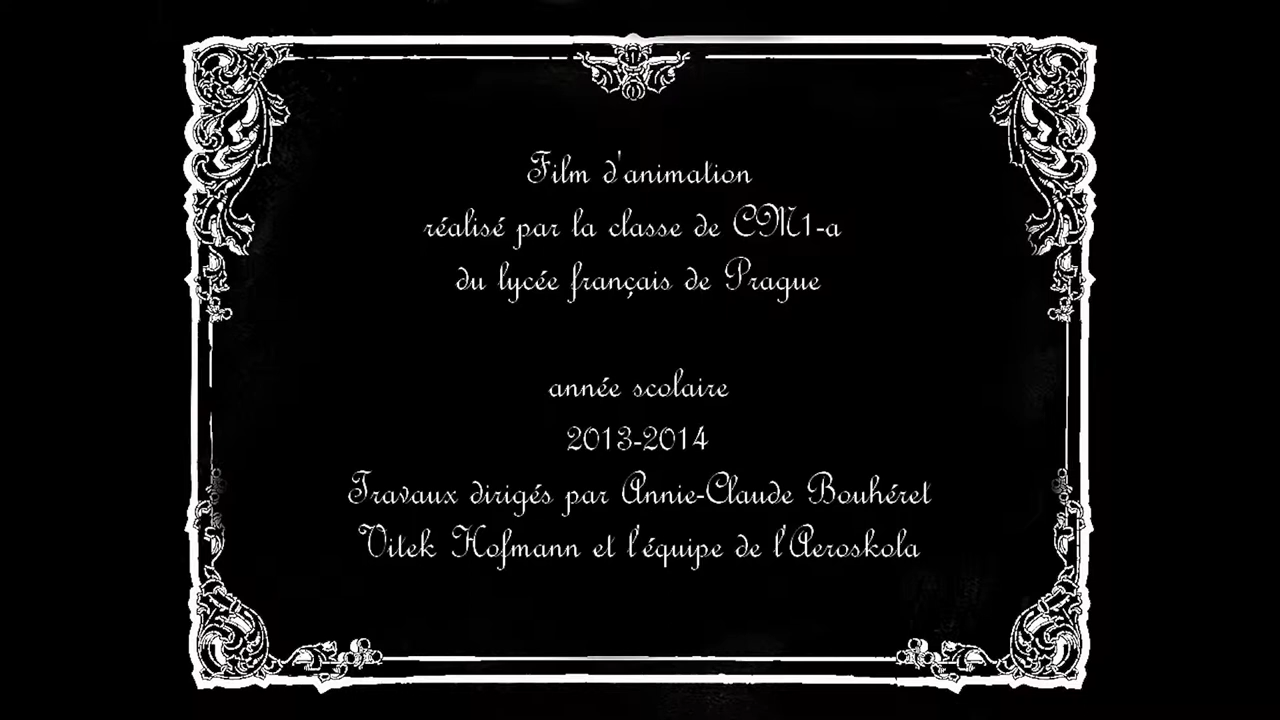 Film d'animation
réalisé par la classe de CM1-a
du lycée français de Prague
année scolaire
2013-2014
Travaux dirigés par Annie-Claude Bouhéret
Vitek Hofmann et l'équipe de l'Aeroskola